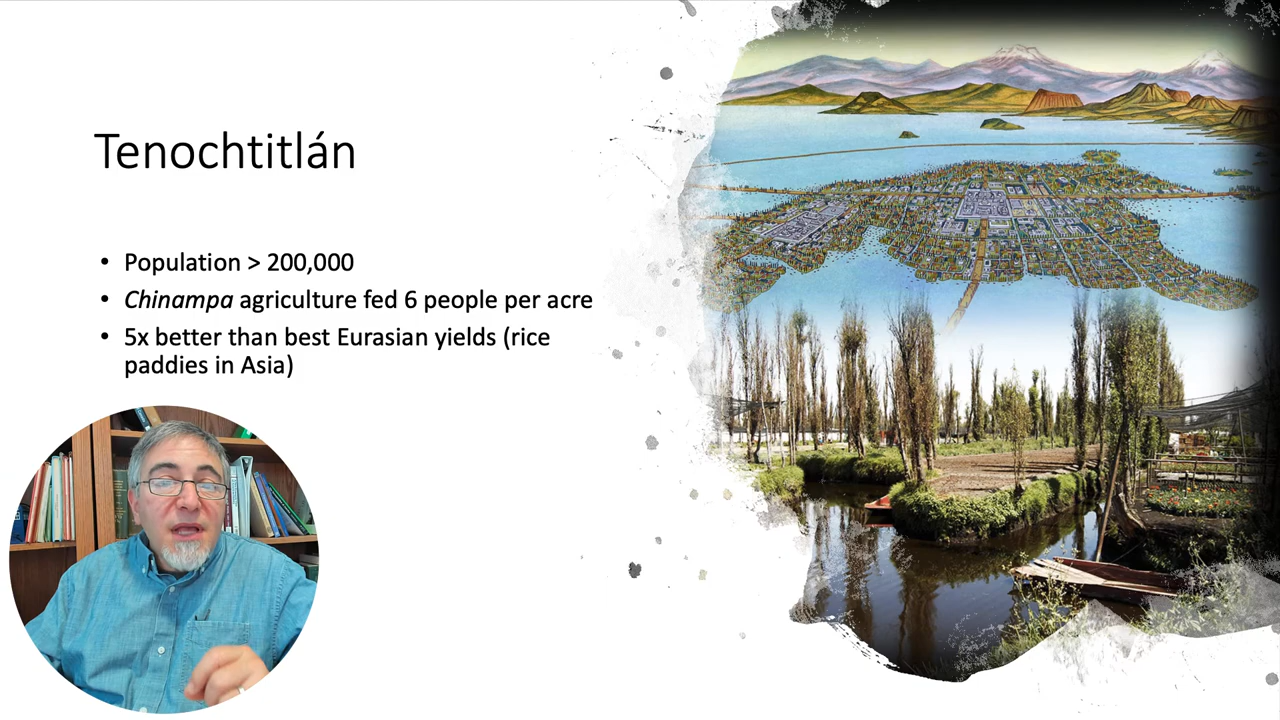 Tenochtitlán
• Population > 200,000
• Chinampa agriculture fed 6 people per acre
• 5x better than best Eurasian yields (rice
paddies in Asia)